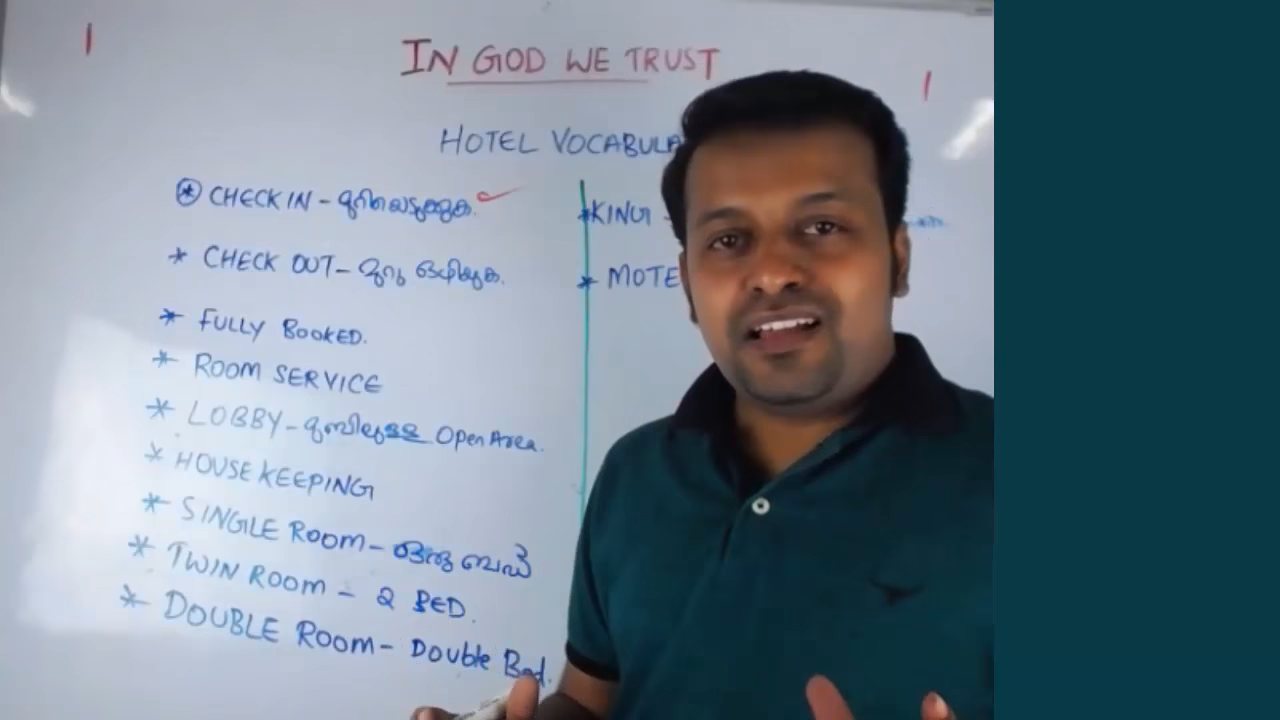 IN GOD WE TRUST
HOTEL VOCABULA
CHECK IN - മുറിയെടുക്കുക.
CHECK OUT - മുറി ഒഴിയുക.
FULLY BOOKED.
ROOM SERVICE
LOBBY - മുമ്പിലുള്ള Open Area.
HOUSE KEEPING
SINGLE ROOM - ഒരു ബെഡ്
TWIN ROOM - 2 BED.
DOUBLE ROOM - Double Bed.
KING -
MOTE